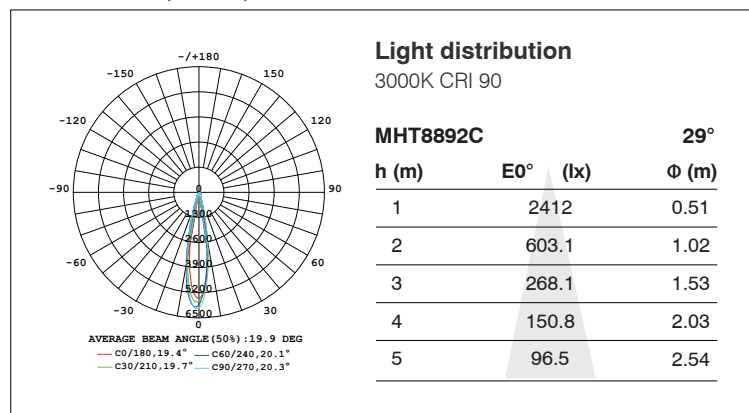 -/+180
-150
150
-120
120
-90
90
-60
60
-30
30
0
0
1300
2600
3900
5200
6500
AVERAGE BEAM ANGLE(50%):19.9 DEG
C0/180,19.4° C60/240,20.1°
C30/210,19.7° C90/270,20.3°
Light distribution
3000K CRI 90
MHT8892C 29°
h (m) E0° (lx) Φ (m)
1 2412 0.51
2 603.1 1.02
3 268.1 1.53
4 150.8 2.03
5 96.5 2.54